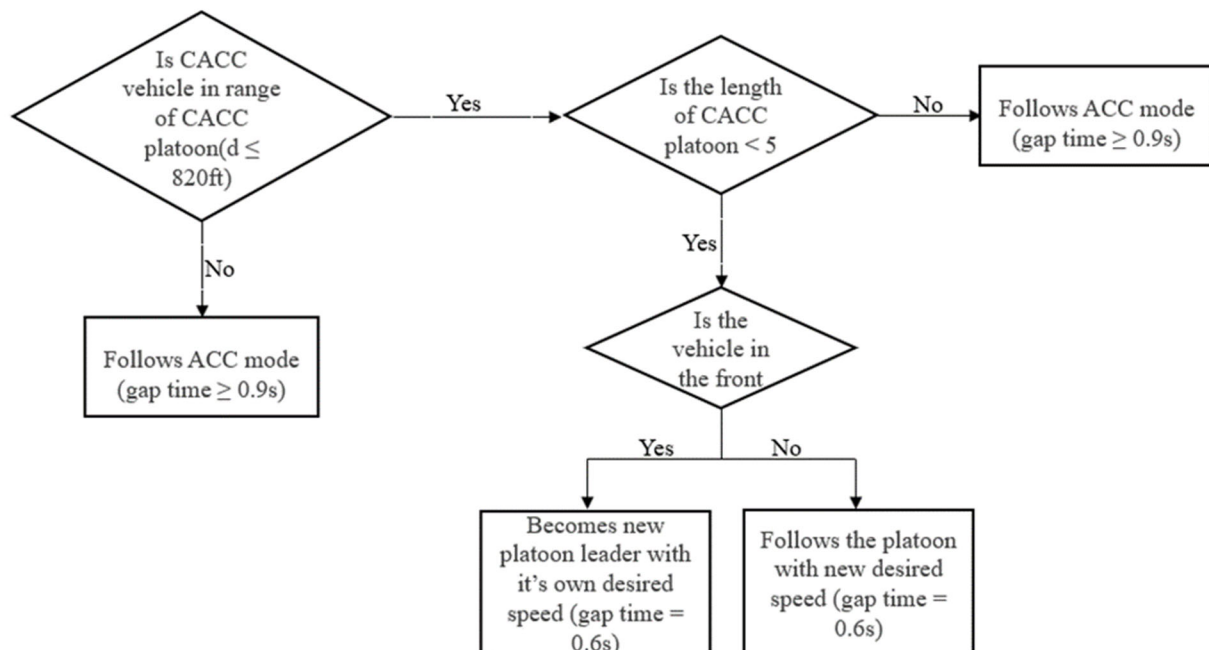 Is CACC
vehicle in range
of CACC
platoon(d ≤
820ft)
Yes
Is the length
of CACC
platoon < 5
No
Follows ACC mode
(gap time ≥ 0.9s)
No
Follows ACC mode
(gap time ≥ 0.9s)
Yes
Is the
vehicle in
the front
Yes
No
Becomes new
platoon leader with
it’s own desired
speed (gap time =
0.6s)
Follows the platoon
with new desired
speed (gap time =
0.6s)